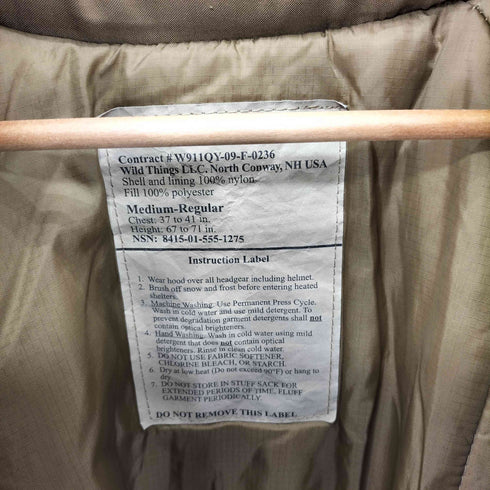 Contract # W911QY-09-F-0236
Wild Things LLC. North Conway, NH USA
Shell and lining 100% nylon
Fill 100% polyester
Medium-Regular
Chest: 37 to 41 in.
Height: 67 to 71 in.
NSN: 8415-01-555-1275
Instruction Label
1. Wear hood over all headgear including helmet.
2. Brush off snow and frost before entering heated
shelters.
3. Machine Washing: Use Permanent Press Cycle.
Wash in cold water and use mild detergent. To
prevent degradation garment detergents shall not
contain optical brighteners.
4. Hand Washing: Wash in cold water using mild
detergent that does not contain optical
brighteners. Rinse in clean cold water.
5. DO NOT USE FABRIC SOFTENER,
CHLORINE BLEACH, OR STARCH.
6. Dry at low heat (Do not exceed 90°F) or hang to
dry.
7. DO NOT STORE IN STUFF SACK FOR
EXTENDED PERIODS OF TIME, FLUFF
GARMENT PERIODICALLY.
DO NOT REMOVE THIS LABEL